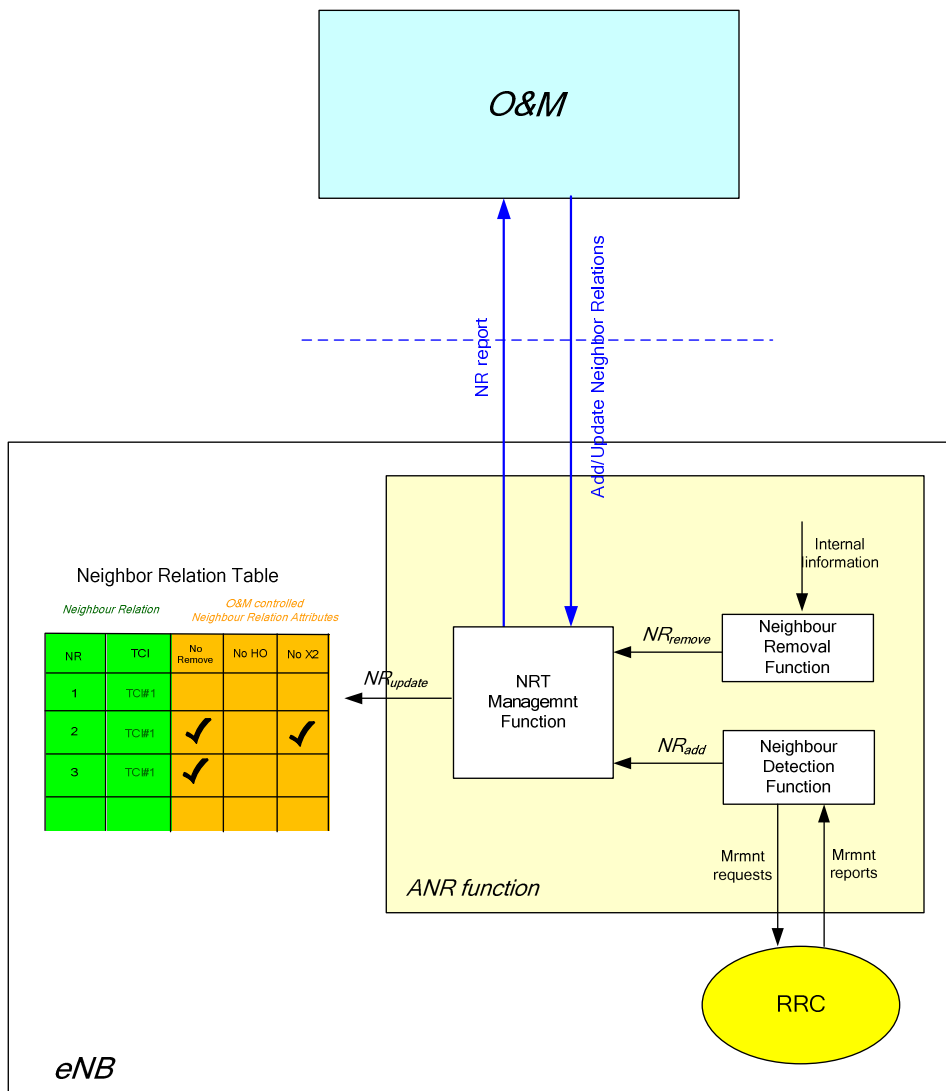 O&M
NR report
Add/Update Neighbor Relations
Internal
Iinformation
Neighbor Relation Table
Neighbour Relation
O&M controlled
Neighbour Relation Attributes
NR
TCI
No
Remove
No HO
No X2
1
TCI#1
2
TCI#1
3
TCI#1
NRupdate
NRT
Managemnt
Function
NRremove
Neighbour
Removal
Function
NRadd
Neighbour
Detection
Function
Mrmnt
requests
Mrmnt
reports
ANR function
RRC
eNB